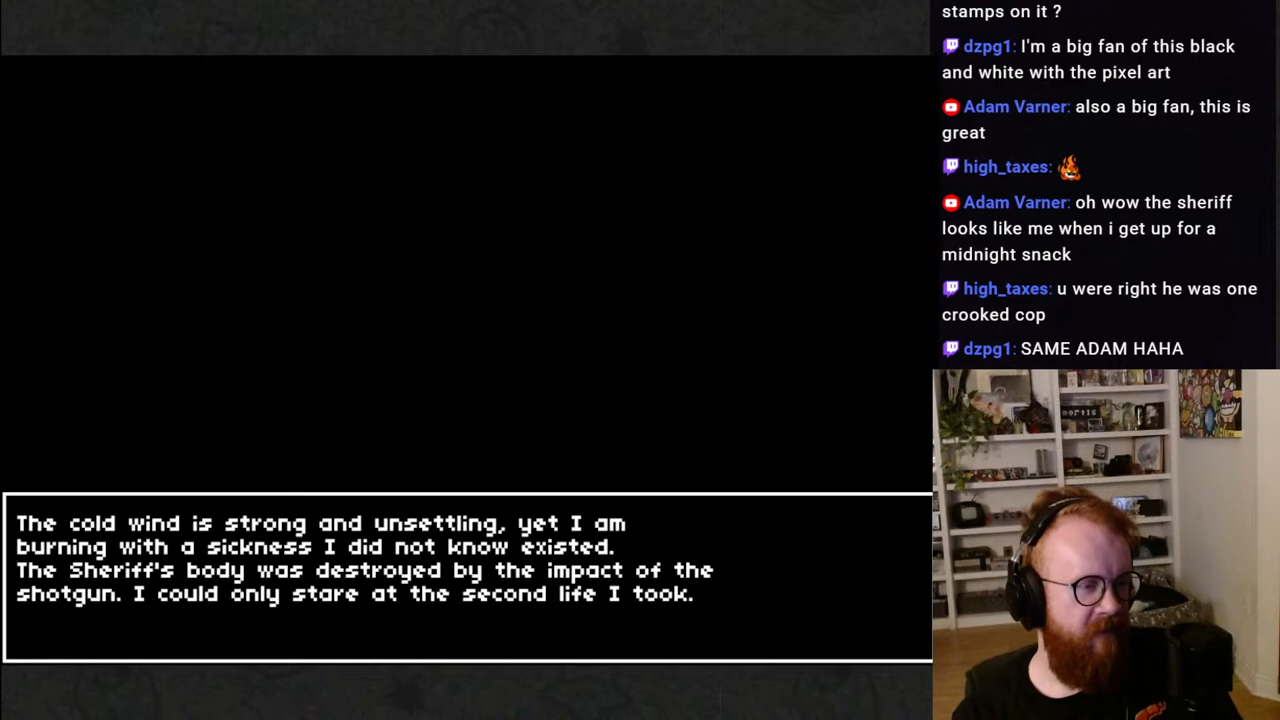 stamps on it ?
dzpg1: I'm a big fan of this black
and white with the pixel art
Adam Varner: also a big fan, this is
great
high_taxes:
Adam Varner: oh wow the sheriff
looks like me when i get up for a
midnight snack
high_taxes: u were right he was one
crooked cop
dzpg1: SAME ADAM HAHA
The cold wind is strong and unsettling, yet I am
burning with a sickness I did not know existed.
The Sheriff's body was destroyed by the impact of the
shotgun. I could only stare at the second life I took.